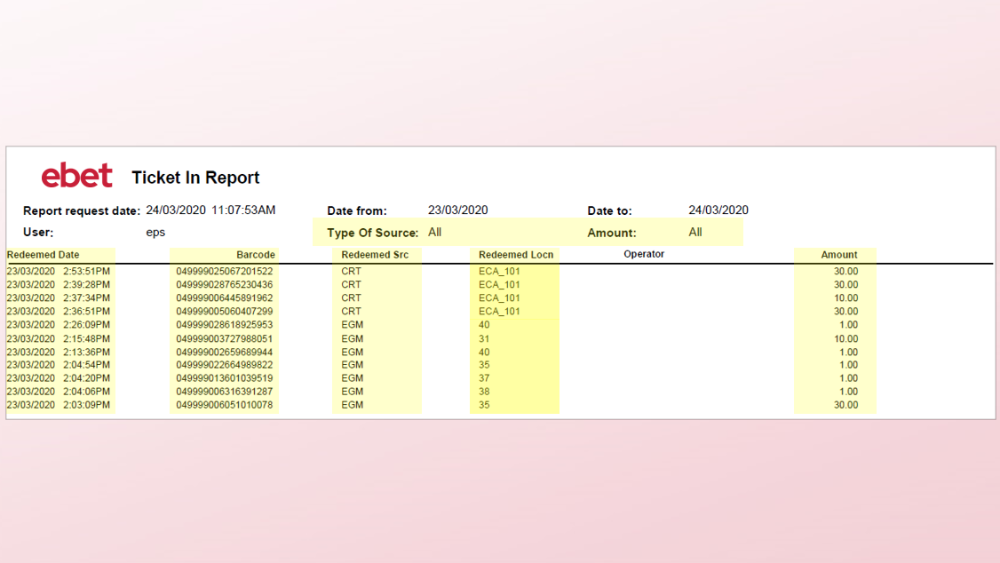 ebet Ticket In Report
Report request date: 24/03/2020 11:07:53AM Date from: 23/03/2020 Date to: 24/03/2020
User: eps Type Of Source: All Amount: All
Redeemed Date Barcode Redeemed Src Redeemed Locn Operator Amount
23/03/2020 2:53:51PM 049999025067201522 CRT ECA_101 30.00
23/03/2020 2:39:28PM 049999028765230436 CRT ECA_101 30.00
23/03/2020 2:37:34PM 049999006445891962 CRT ECA_101 10.00
23/03/2020 2:36:51PM 049999005060407299 CRT ECA_101 30.00
23/03/2020 2:26:09PM 049999028618925953 EGM 40 1.00
23/03/2020 2:15:48PM 049999003727988051 EGM 31 10.00
23/03/2020 2:13:36PM 049999002659689944 EGM 40 1.00
23/03/2020 2:04:54PM 049999022664989822 EGM 35 1.00
23/03/2020 2:04:20PM 049999013601039519 EGM 37 1.00
23/03/2020 2:04:06PM 049999006316391287 EGM 38 1.00
23/03/2020 2:03:09PM 049999006051010078 EGM 35 30.00